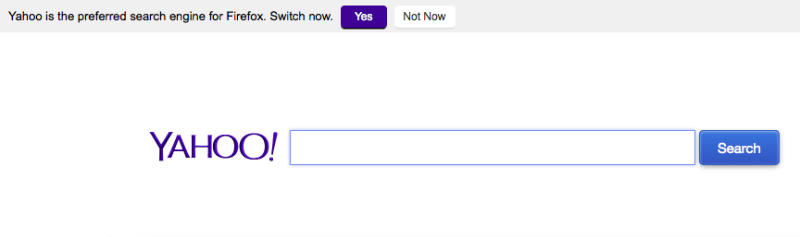 Yahoo is the preferred search engine for Firefox. Switch now. Yes Not Now
YAHOO! Search